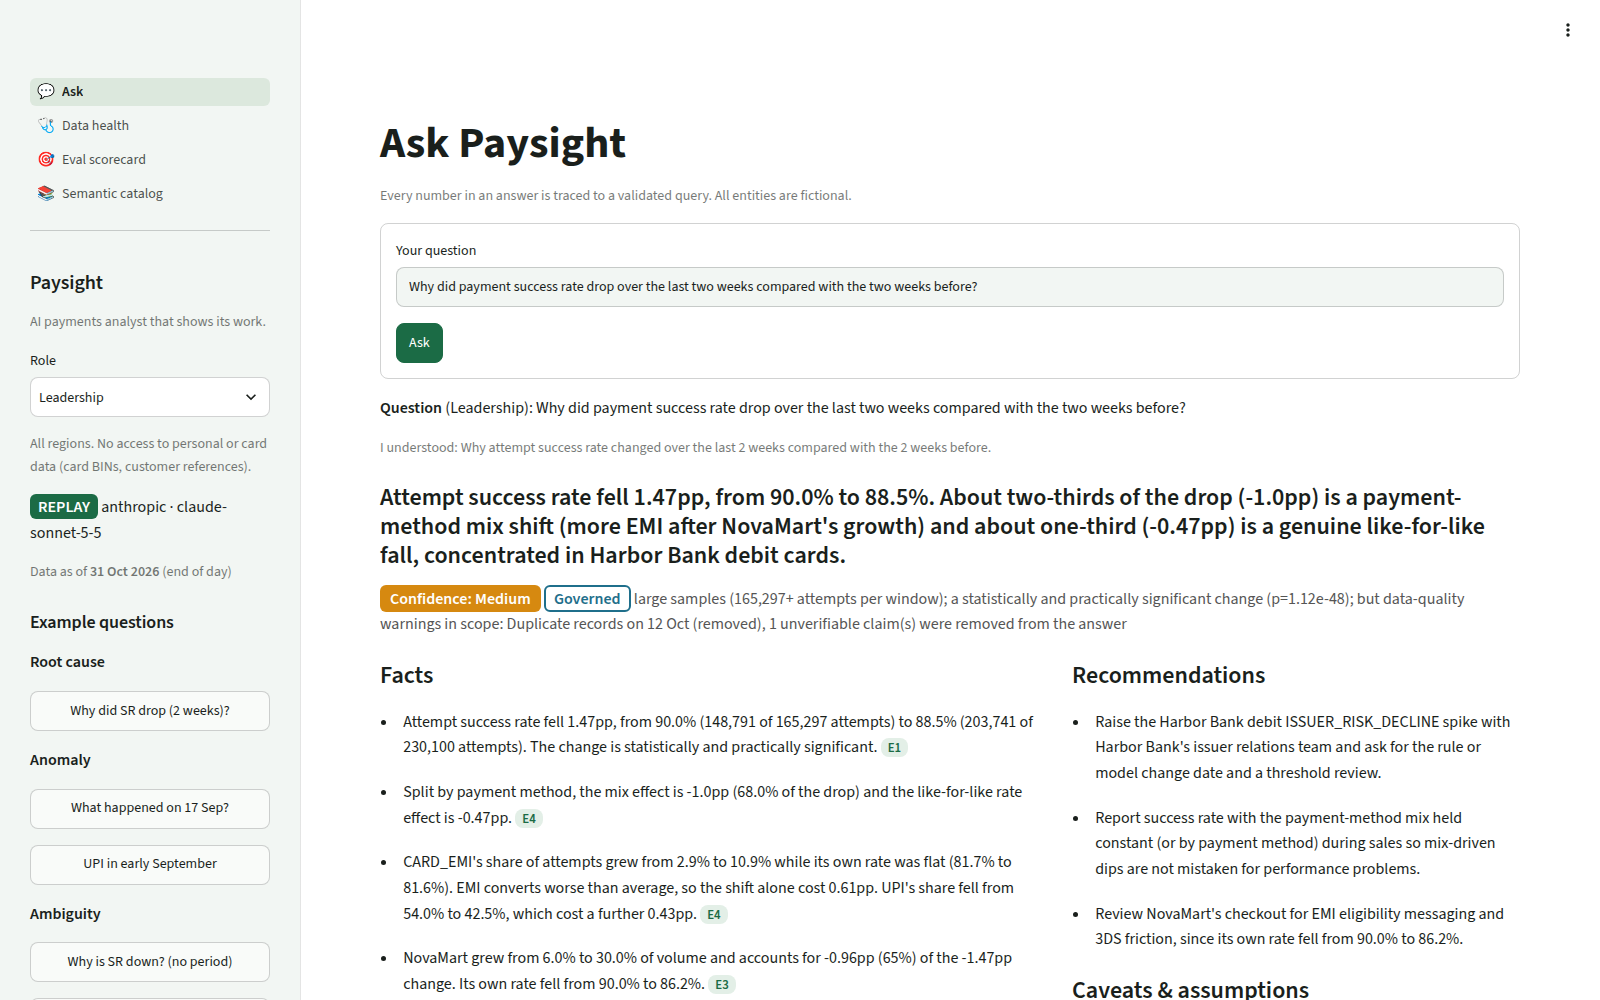 Ask
Data health
Eval scorecard
Semantic catalog
Paysight
AI payments analyst that shows its work.
Role
Leadership
All regions. No access to personal or card
data (card BINs, customer references).
REPLAY anthropic · claude-
sonnet-5-5
Data as of 31 Oct 2026 (end of day)
Example questions
Root cause
Why did SR drop (2 weeks)?
Anomaly
What happened on 17 Sep?
UPI in early September
Ambiguity
Why is SR down? (no period)
Ask Paysight
Every number in an answer is traced to a validated query. All entities are fictional.
Your question
Why did payment success rate drop over the last two weeks compared with the two weeks before?
Ask
Question (Leadership): Why did payment success rate drop over the last two weeks compared with the two weeks before?
I understood: Why attempt success rate changed over the last 2 weeks compared with the 2 weeks before.
Attempt success rate fell 1.47pp, from 90.0% to 88.5%. About two-thirds of the drop (-1.0pp) is a payment-
method mix shift (more EMI after NovaMart's growth) and about one-third (-0.47pp) is a genuine like-for-like
fall, concentrated in Harbor Bank debit cards.
Confidence: Medium Governed large samples (165,297+ attempts per window); a statistically and practically significant change (p=1.12e-48); but data-quality
warnings in scope: Duplicate records on 12 Oct (removed), 1 unverifiable claim(s) were removed from the answer
Facts
Attempt success rate fell 1.47pp, from 90.0% (148,791 of 165,297 attempts) to 88.5% (203,741 of
230,100 attempts). The change is statistically and practically significant. E1
Split by payment method, the mix effect is -1.0pp (68.0% of the drop) and the like-for-like rate
effect is -0.47pp. E4
CARD_EMI's share of attempts grew from 2.9% to 10.9% while its own rate was flat (81.7% to
81.6%). EMI converts worse than average, so the shift alone cost 0.61pp. UPI's share fell from
54.0% to 42.5%, which cost a further 0.43pp. E4
NovaMart grew from 6.0% to 30.0% of volume and accounts for -0.96pp (65%) of the -1.47pp
change. Its own rate fell from 90.0% to 86.2%. E3
Recommendations
Raise the Harbor Bank debit ISSUER_RISK_DECLINE spike with
Harbor Bank's issuer relations team and ask for the rule or
model change date and a threshold review.
Report success rate with the payment-method mix held
constant (or by payment method) during sales so mix-driven
dips are not mistaken for performance problems.
Review NovaMart's checkout for EMI eligibility messaging and
3DS friction, since its own rate fell from 90.0% to 86.2%.
Caveats & assumptions